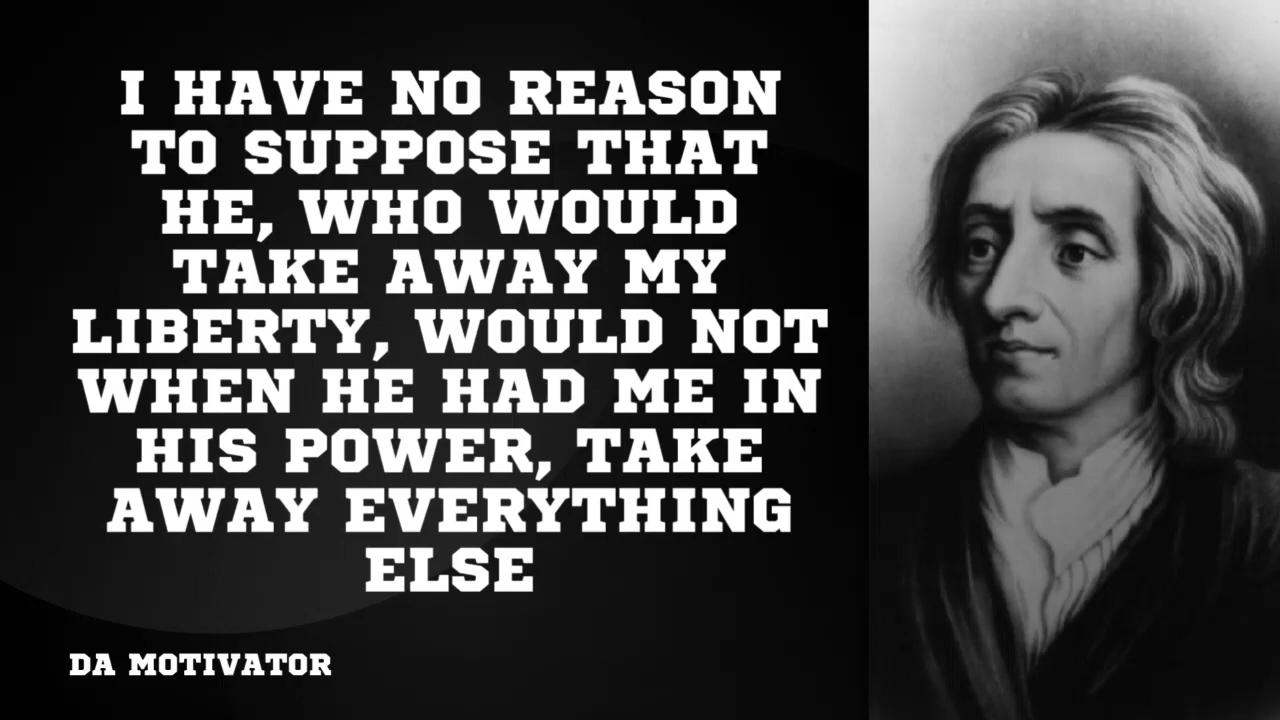 I HAVE NO REASON
TO SUPPOSE THAT
HE, WHO WOULD
TAKE AWAY MY
LIBERTY, WOULD NOT
WHEN HE HAD ME IN
HIS POWER, TAKE
AWAY EVERYTHING
ELSE
DA MOTIVATOR